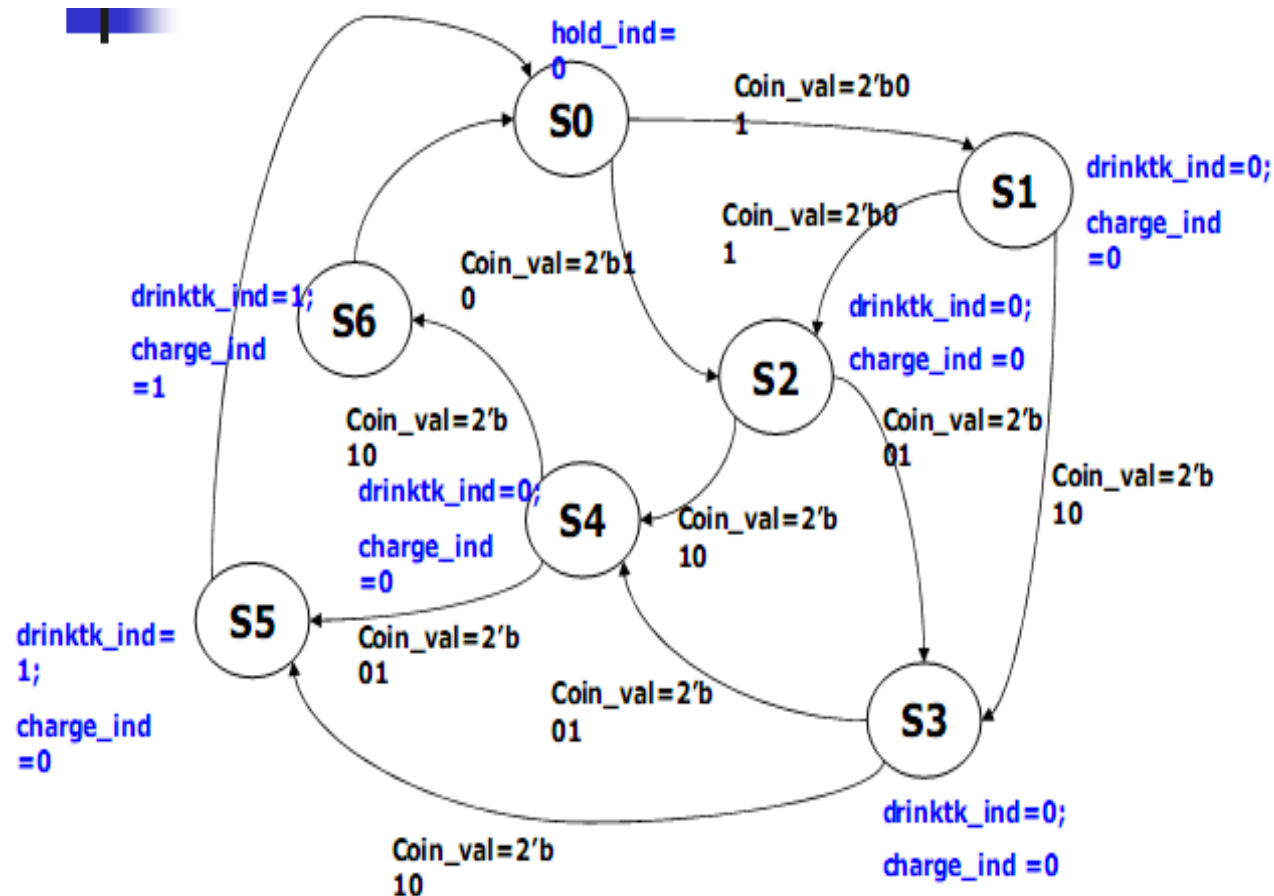 hold_ind=
0
S0
Coin_val=2'b0
1
S1
drinktk_ind=0;
charge_ind
=0
Coin_val=2'b0
1
Coin_val=2'b1
0
drinktk_ind=1;
charge_ind
=1
S6
drinktk_ind=0;
charge_ind =0
S2
Coin_val=2'b
10
Coin_val=2'b
01
Coin_val=2'b
10
drinktk_ind=0;
charge_ind
=0
S4
Coin_val=2'b
10
S5
drinktk_ind=
1;
charge_ind
=0
Coin_val=2'b
01
Coin_val=2'b
01
S3
drinktk_ind=0;
charge_ind =0
Coin_val=2'b
10